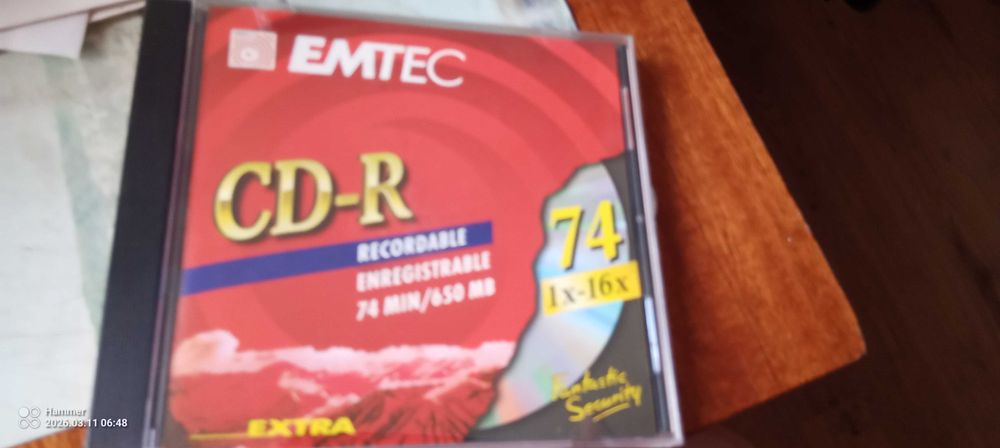 EMTEC
CD-R
RECORDABLE
ENREGISTRABLE
74 MIN/650 MB
74
1x-16x
Fantastic
Security
EXTRA
Hammer
2026.03.11 06:48